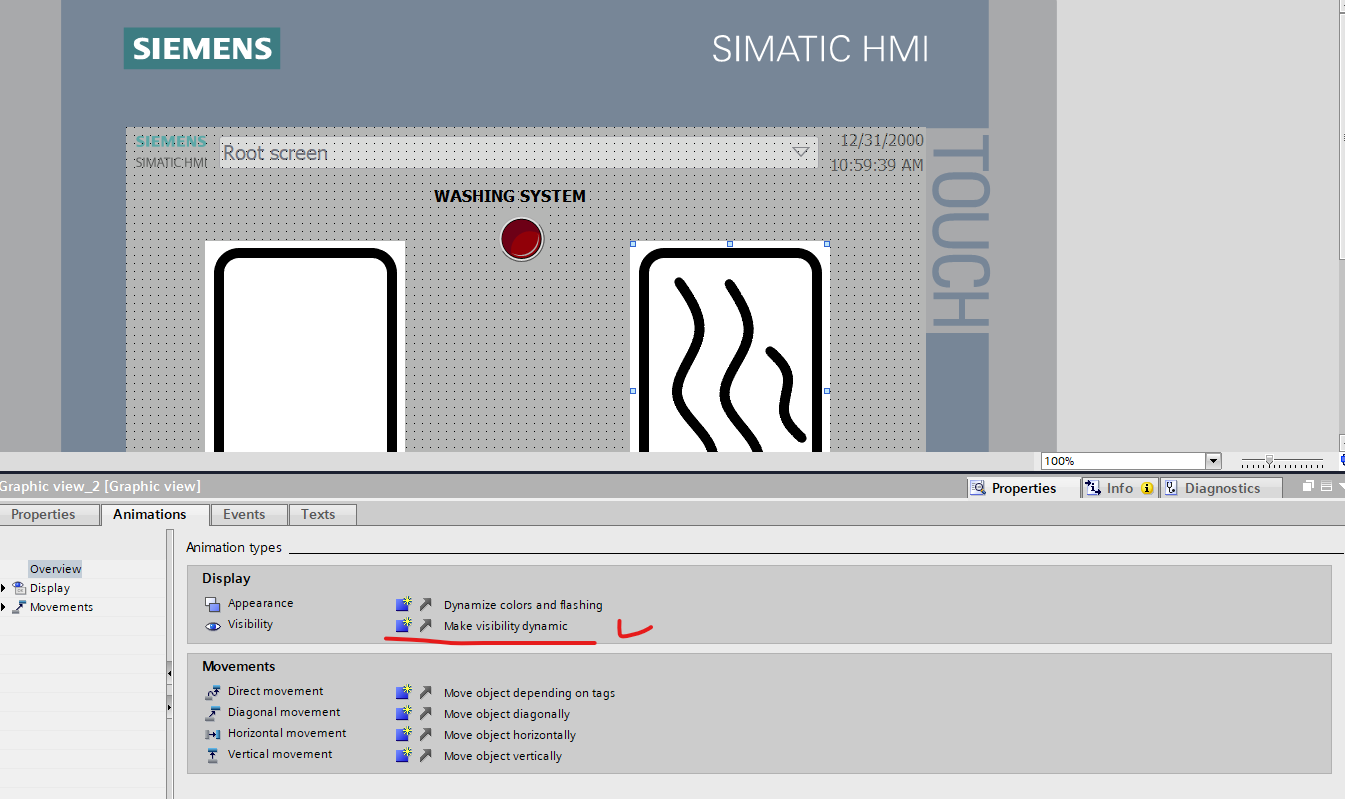 SIEMENS
SIMATIC HMI
SIEMENS
SIMATIC HMI
Root screen
12/31/2000
10:59:39 AM
TOUCH
WASHING SYSTEM
100%
Graphic view_2 [Graphic view]
Properties
Info
Diagnostics
Properties
Animations
Events
Texts
Overview
Display
Movements
Animation types
Display
Appearance
Dynamize colors and flashing
Visibility
Make visibility dynamic
Movements
Direct movement
Move object depending on tags
Diagonal movement
Move object diagonally
Horizontal movement
Move object horizontally
Vertical movement
Move object vertically